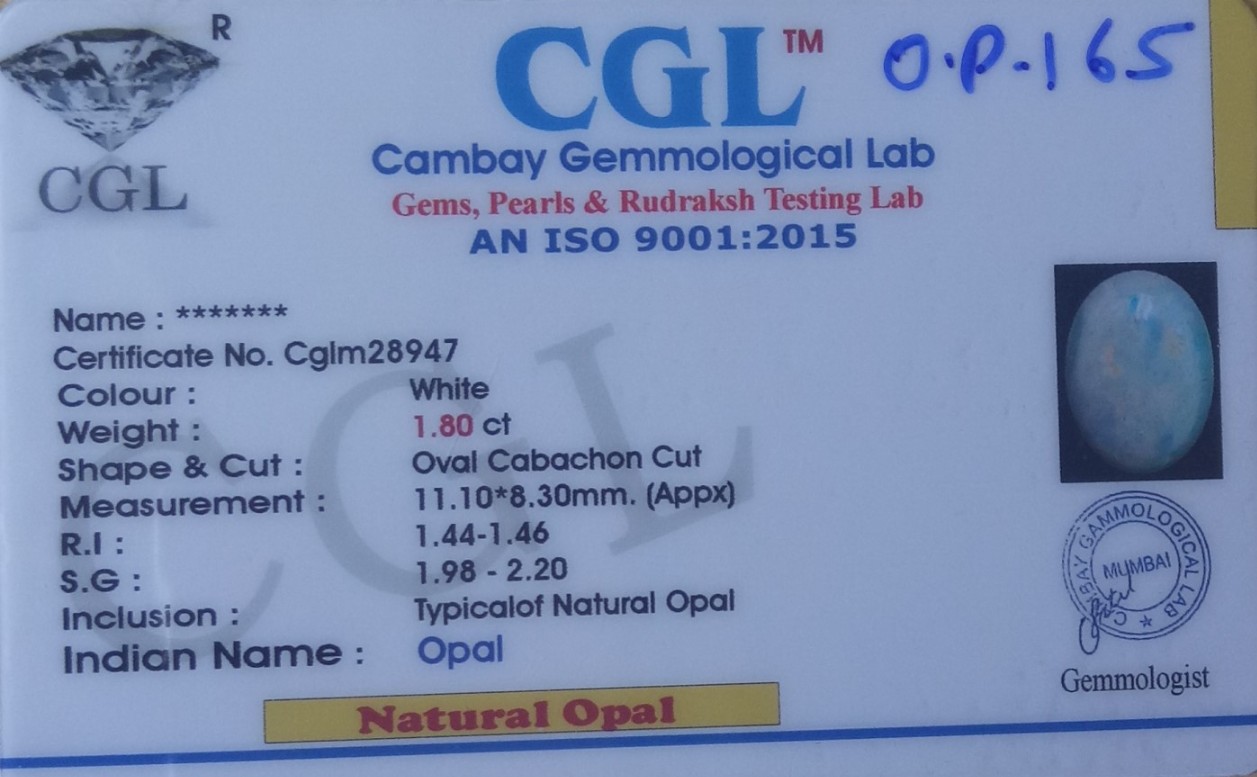 R
CGL
CGL™
O.P.165
Cambay Gemmological Lab
Gems, Pearls & Rudraksh Testing Lab
AN ISO 9001:2015
Name : *******
Certificate No. Cglm28947
Colour : White
Weight : 1.80 ct
Shape & Cut : Oval Cabachon Cut
Measurement : 11.10*8.30mm. (Appx)
R.I : 1.44-1.46
S.G : 1.98 - 2.20
Inclusion : Typicalof Natural Opal
Indian Name : Opal
CGL
CAMBAY GAMMOLOGICAL LAB
MUMBAI
Gemmologist
Natural Opal